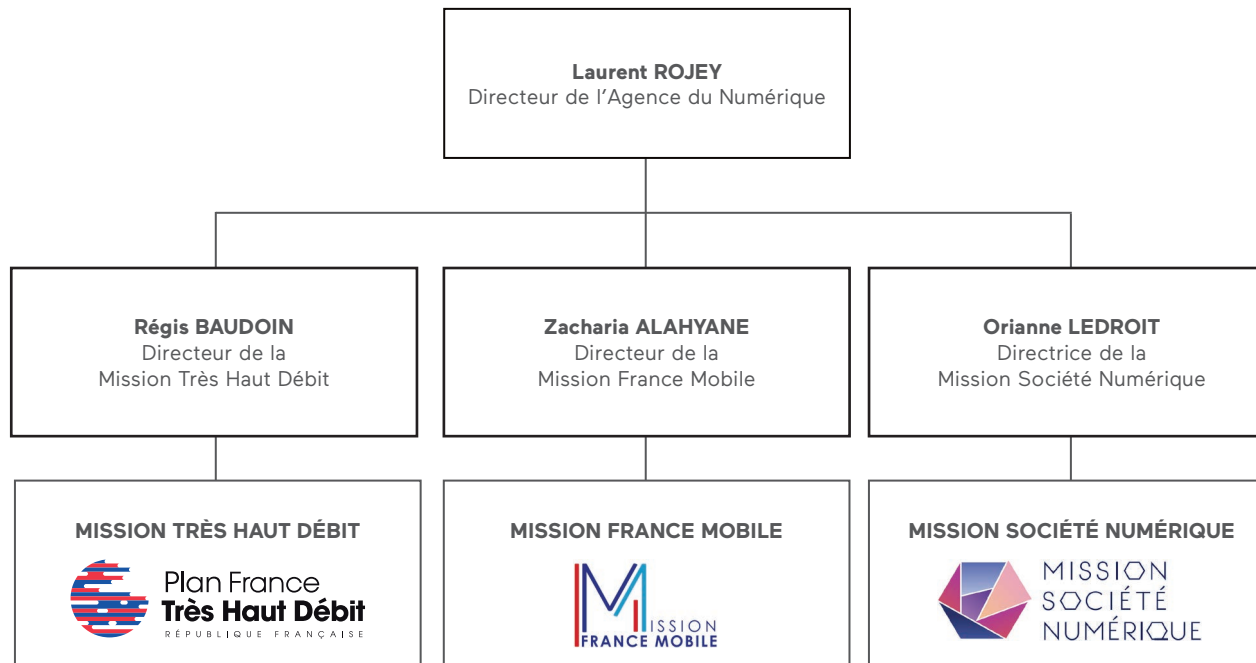 Laurent ROJEY
Directeur de l’Agence du Numérique
Régis BAUDOIN
Directeur de la
Mission Très Haut Débit
Zacharia ALAHYANE
Directeur de la
Mission France Mobile
Orianne LEDROIT
Directrice de la
Mission Société Numérique
MISSION TRÈS HAUT DÉBIT
Plan France
Très Haut Débit
RÉPUBLIQUE FRANÇAISE
MISSION FRANCE MOBILE
MISSION
FRANCE MOBILE
MISSION SOCIÉTÉ NUMÉRIQUE
MISSION
SOCIÉTÉ
NUMÉRIQUE